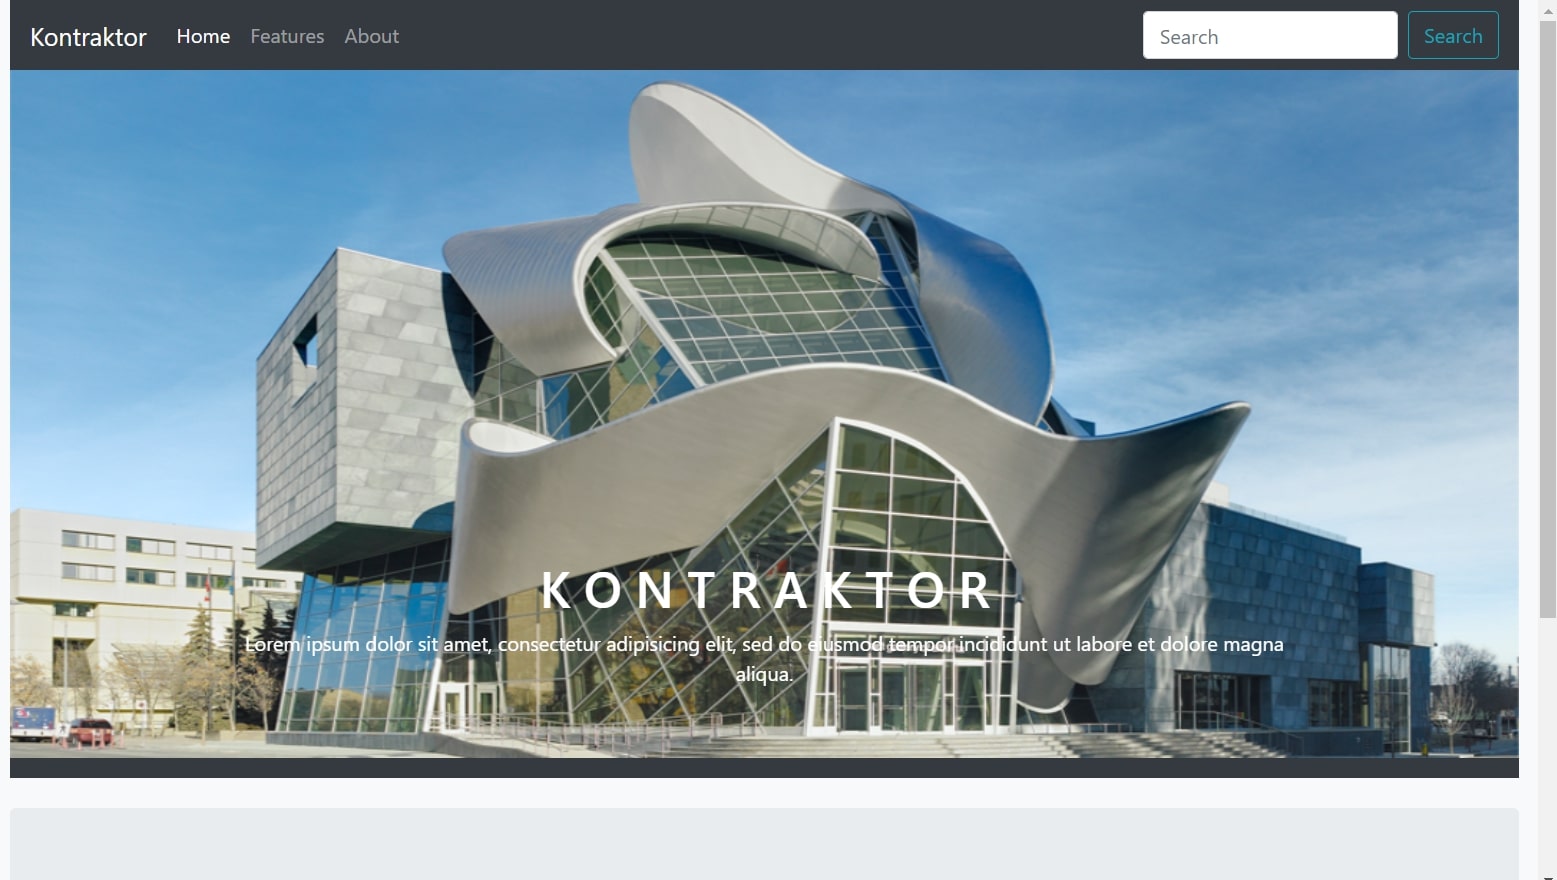 Kontraktor Home Features About Search Search
KONTRAKTOR
Lorem ipsum dolor sit amet, consectetur adipisicing elit, sed do eiusmod tempor incididunt ut labore et dolore magna
aliqua.